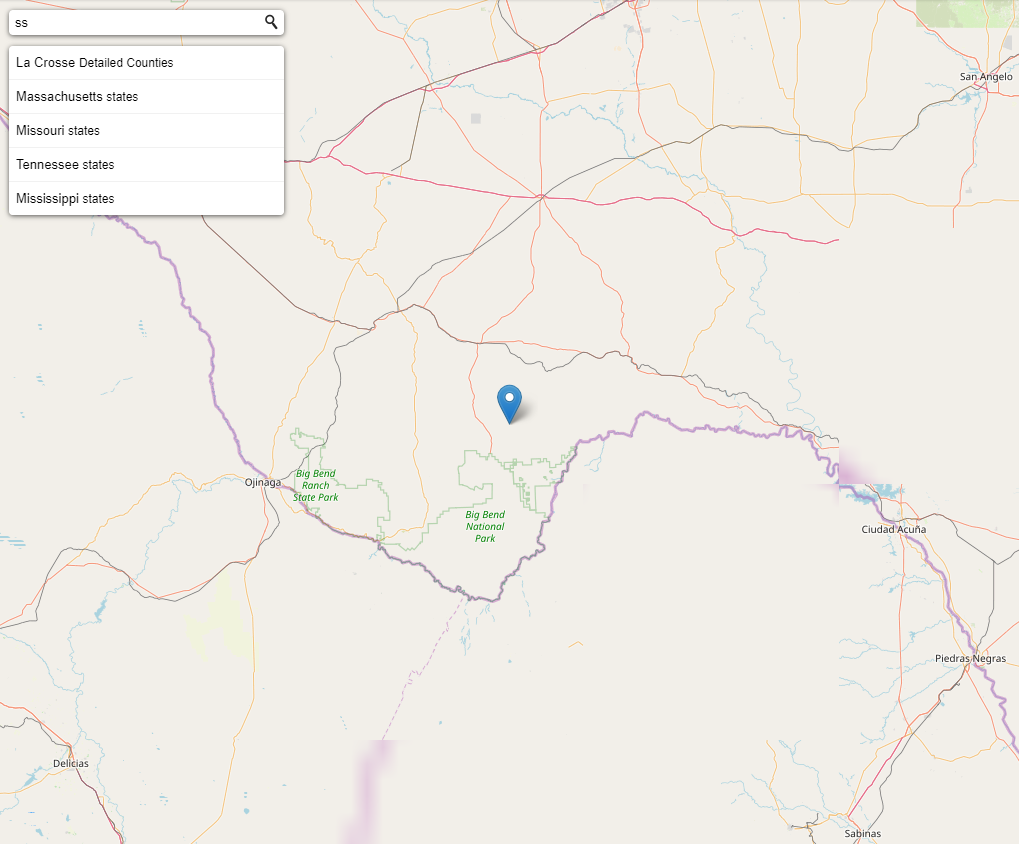 ss
La Crosse Detailed Counties
Massachusetts states
Missouri states
Tennessee states
Mississippi states
San Angelo
Ojinaga
Big Bend
Ranch
State Park
Big Bend
National
Park
Ciudad Acuña
Piedras Negras
Delicias
Sabinas